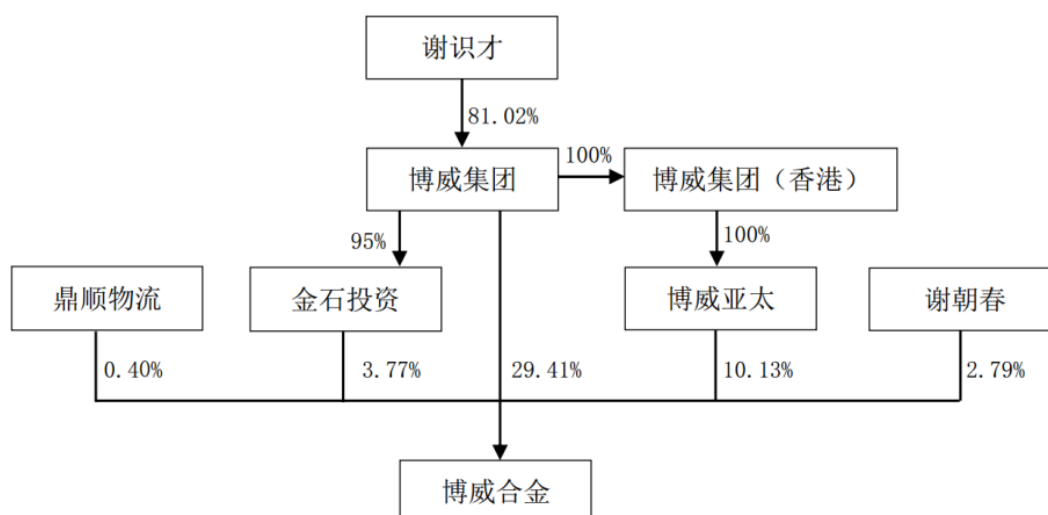 谢识才
81.02%
博威集团
100%
博威集团（香港）
95%
100%
鼎顺物流
金石投资
博威亚太
谢朝春
0.40%
3.77%
29.41%
10.13%
2.79%
博威合金